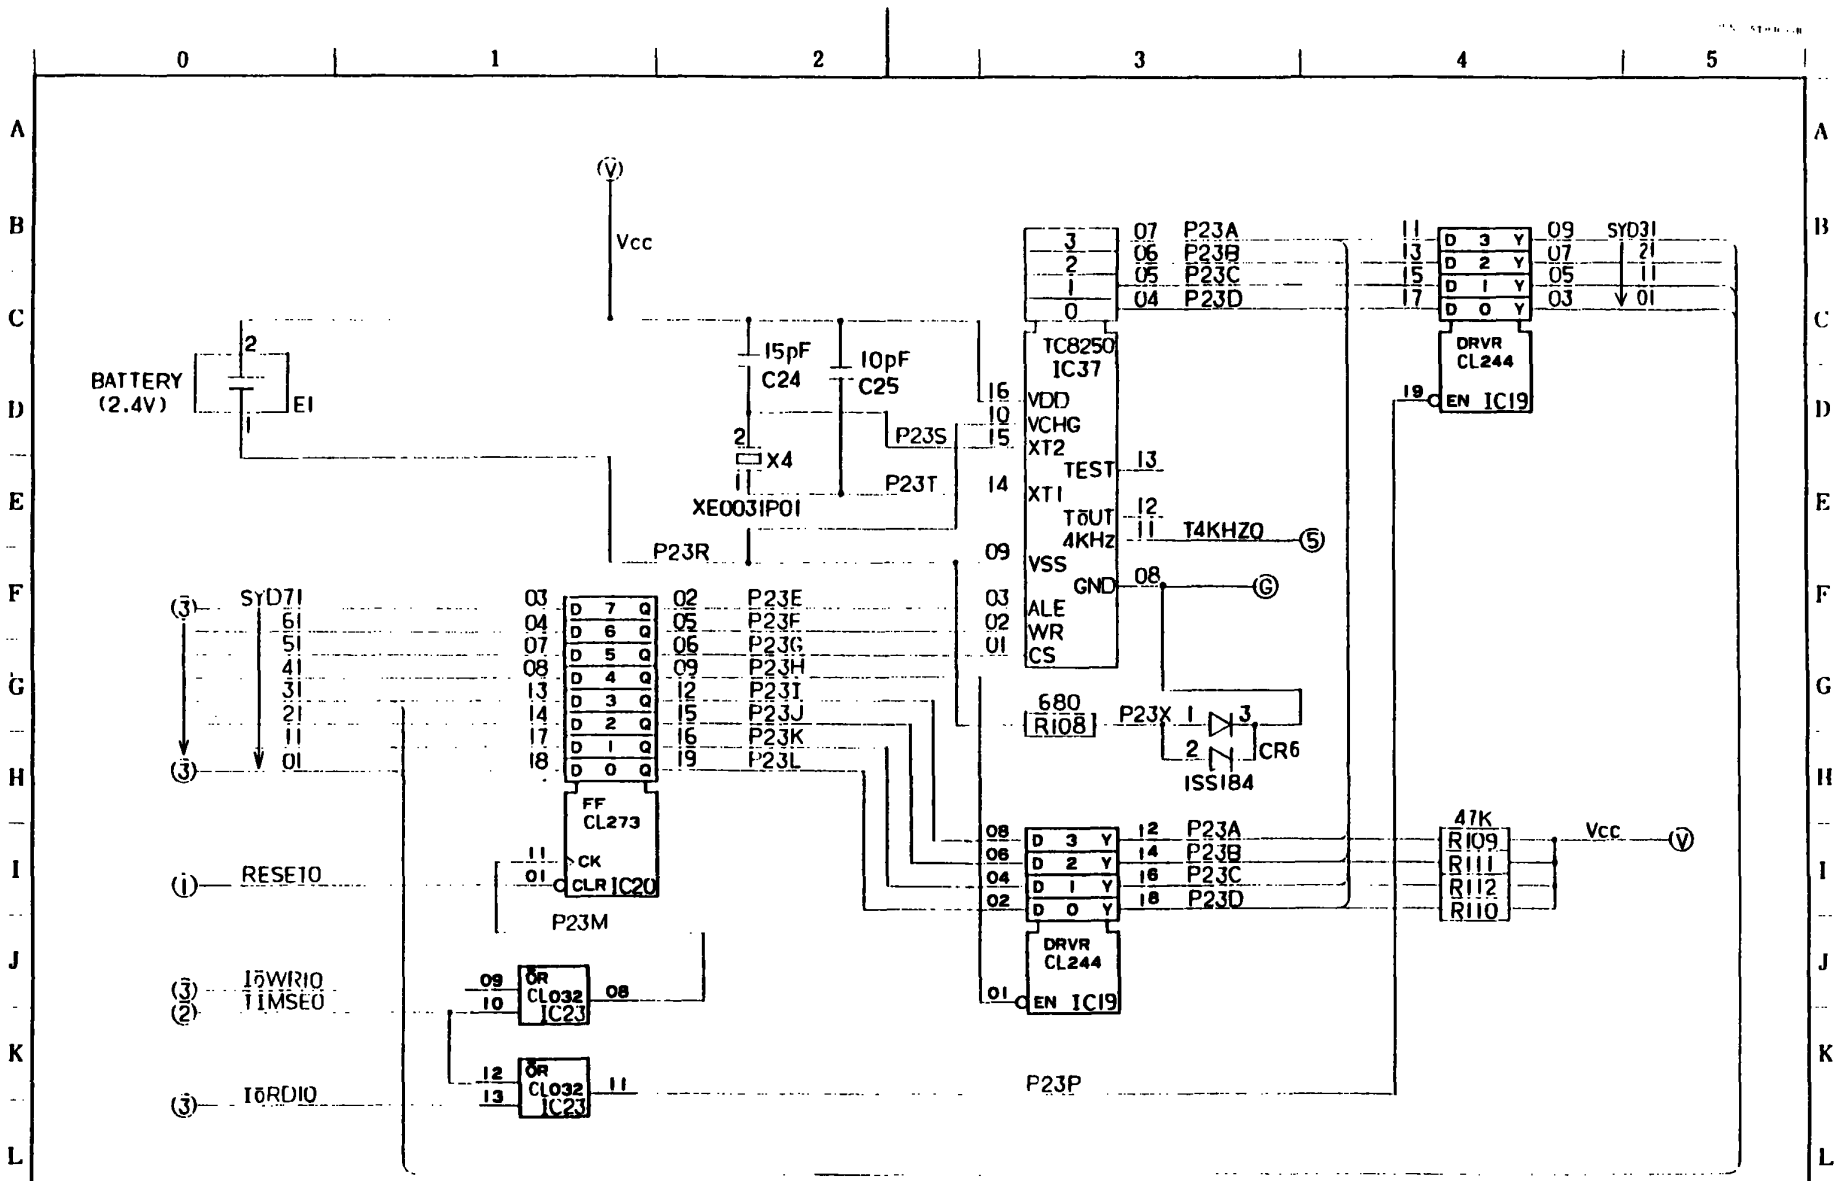 0 1 2 3 4 5
A A
B B
C C
D D
E E
F F
G G
H H
I I
J J
K K
L L
V
Vcc
2
BATTERY
(2.4V)
E1
1
15pF
C24
10pF
C25
2
X4
1
XE0031P01
P23S
P23T
P23R
3
2
1
0
TC8250
IC37
16 VDD
10 VCHG
15 XT2
14 XT1
09 VSS
03 ALE
02 WR
01 CS
TEST 13
TōUT 12
4KHz 11 T4KHZ0 5
GND 08 G
07 P23A 11 D 3 Y 09 SYD31
06 P23B 13 D 2 Y 07 21
05 P23C 15 D 1 Y 05 11
04 P23D 17 D 0 Y 03 01
DRVR
CL244
19 EN IC19
3 SYD71 03 D 7 Q 02 P23E
61 04 D 6 Q 05 P23F
51 07 D 5 Q 06 P23G
41 08 D 4 Q 09 P23H
31 13 D 3 Q 12 P23I
21 14 D 2 Q 15 P23J
11 17 D 1 Q 16 P23K
3 01 18 D 0 Q 19 P23L
FF
CL273
11 CK
1 RESET0 01 CLR IC20
P23M
680
R108
P23X 1 3
2 CR6
1SS184
08 D 3 Y 12 P23A
06 D 2 Y 14 P23B
04 D 1 Y 16 P23C
02 D 0 Y 18 P23D
DRVR
CL244
01 EN IC19
47K
R109
R111
R112
R110
Vcc V
3 IōWR10 09 ōR 08
2 TIMSE0 10 CL032
IC23
12 ōR 11
3 IōRD10 13 CL032
IC23
P23P